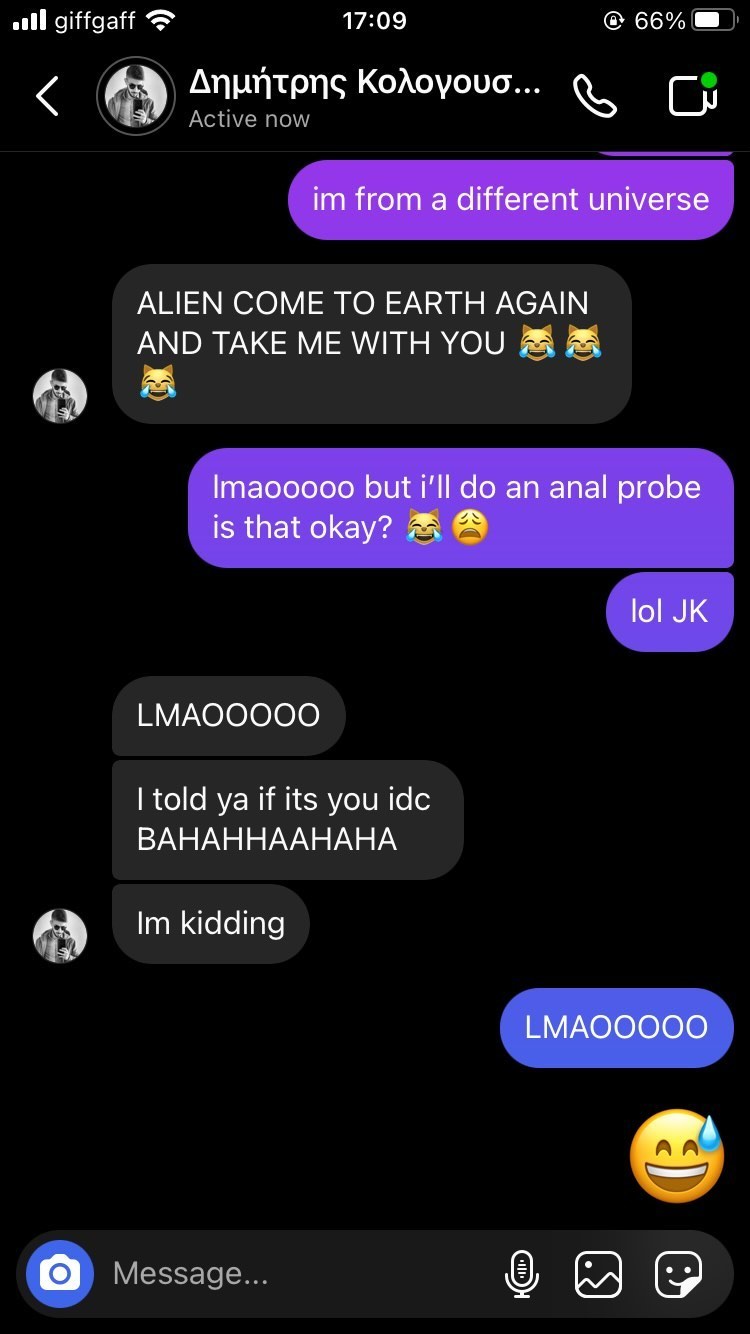 giffgaff 17:09 66%
Δημήτρης Κολογουσ...
Active now
im from a different universe
ALIEN COME TO EARTH AGAIN
AND TAKE ME WITH YOU 😹😹
😹
lmaooooo but i’ll do an anal probe
is that okay? 😹😩
lol JK
LMAOOOOO
I told ya if its you idc
BAHAHHAAHAHA
Im kidding
LMAOOOOO
😅
Message...